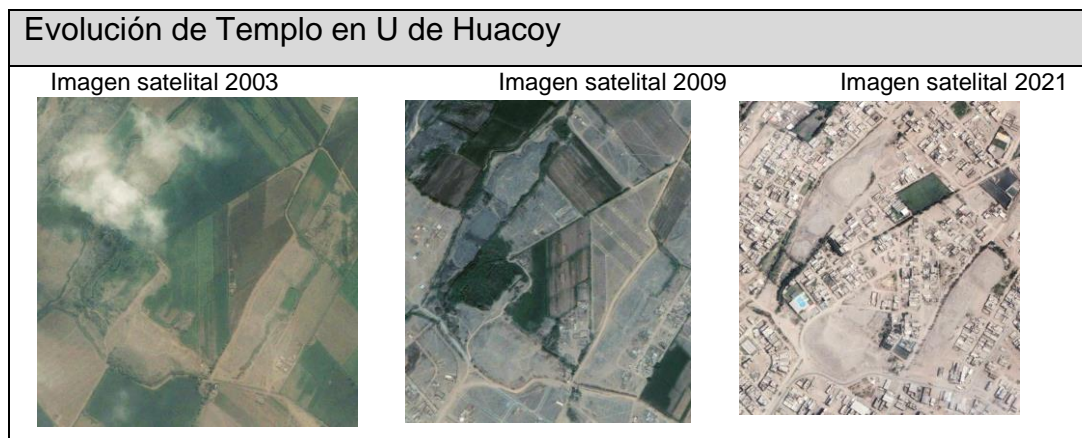 Evolución de Templo en U de Huacoy
Imagen satelital 2003 Imagen satelital 2009 Imagen satelital 2021